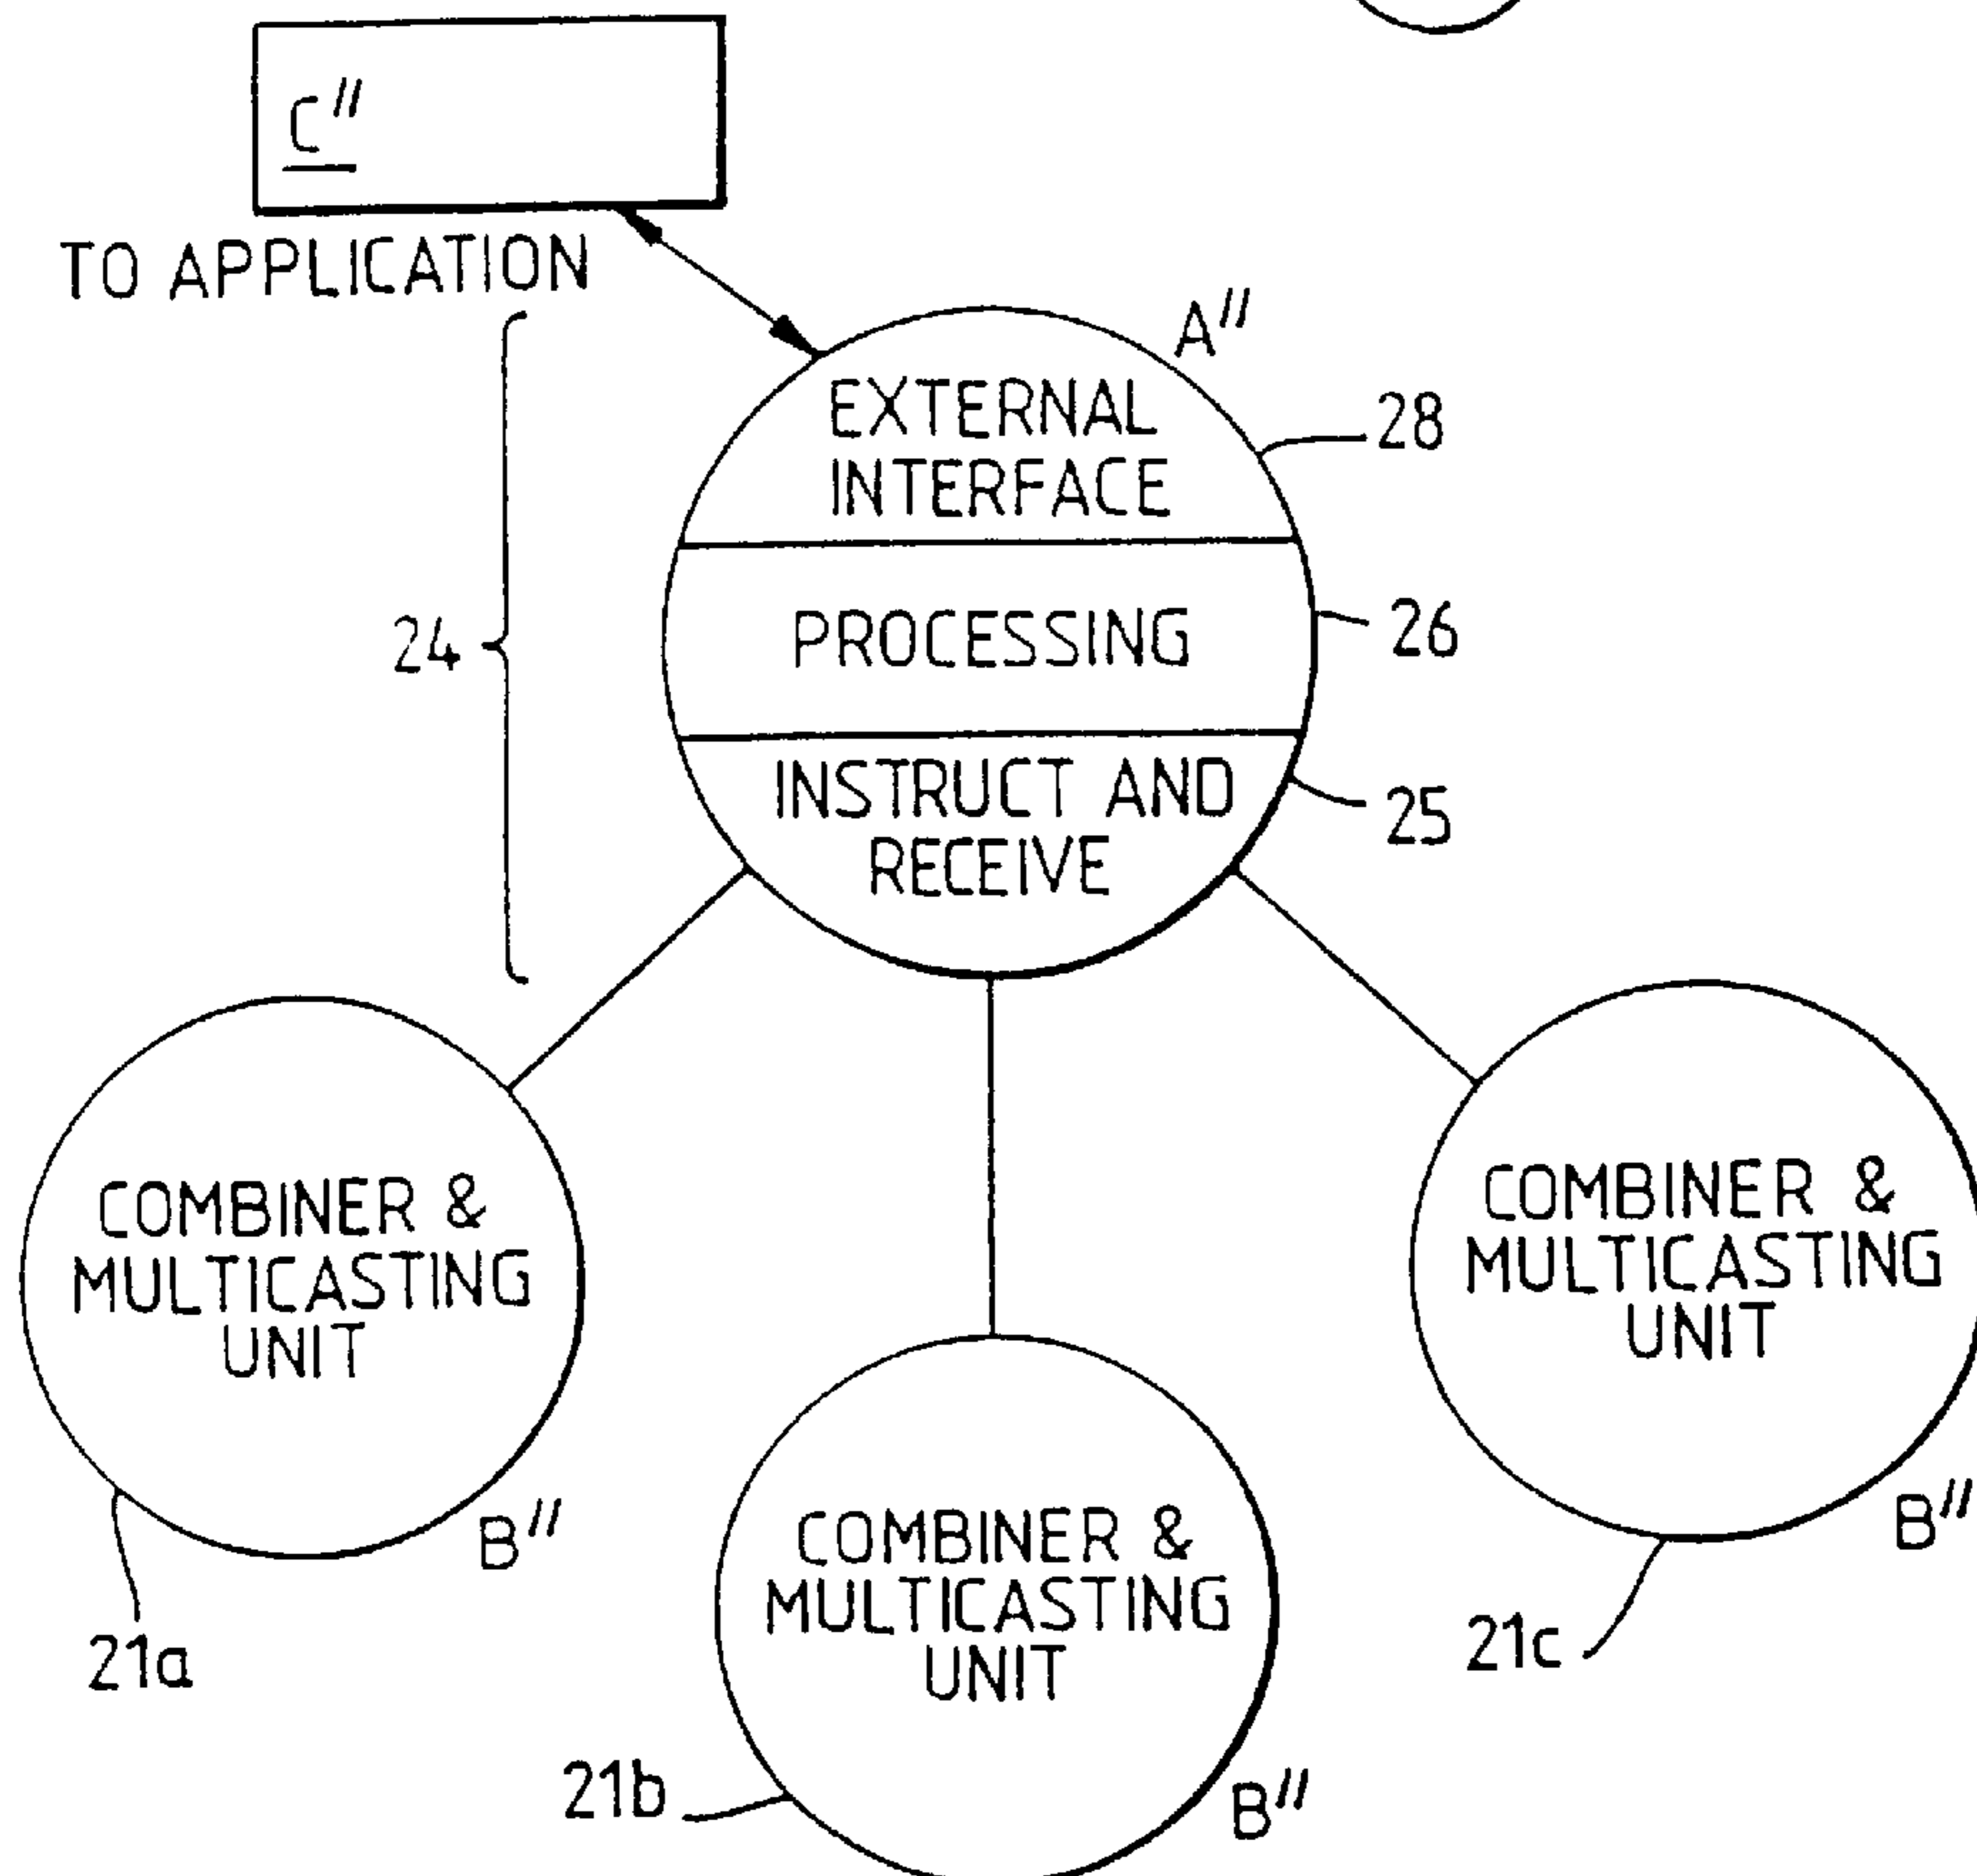 C"
TO APPLICATION
A"
EXTERNAL
INTERFACE
28
24
PROCESSING
26
INSTRUCT AND
RECEIVE
25
COMBINER &
MULTICASTING
UNIT
B"
21a
COMBINER &
MULTICASTING
UNIT
B"
21b
COMBINER &
MULTICASTING
UNIT
B"
21c